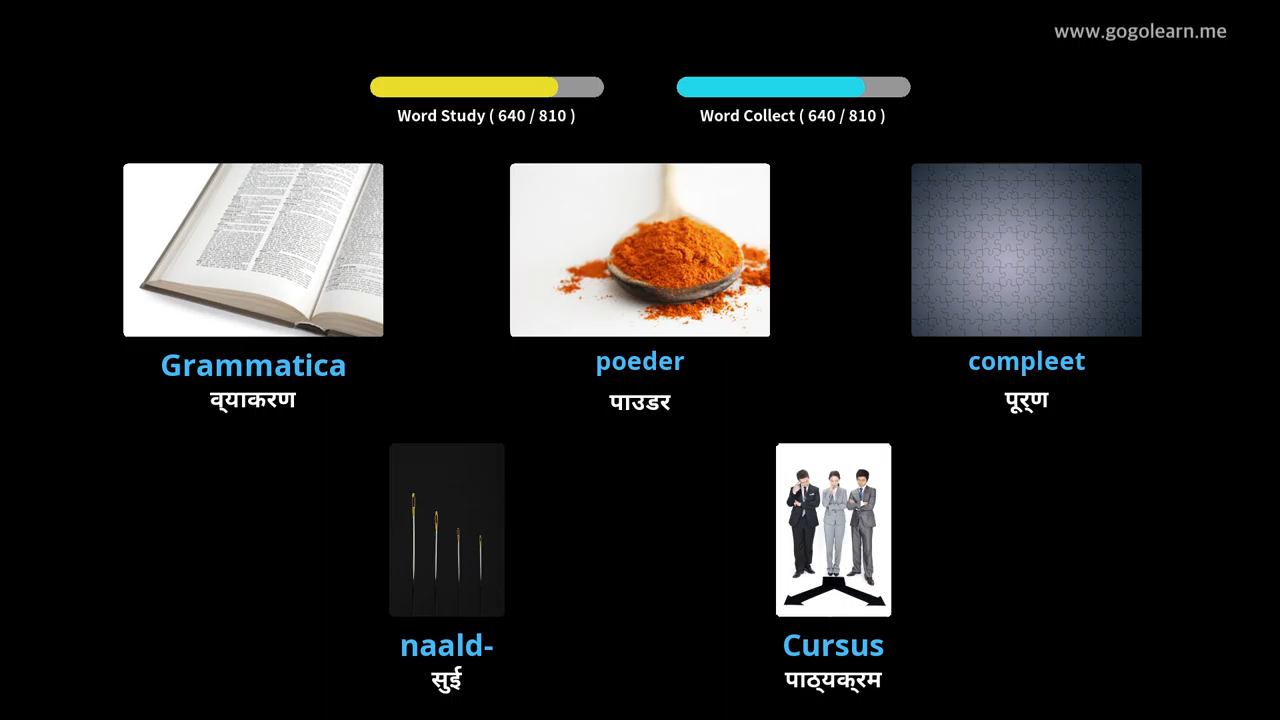 www.gogolearn.me
Word Study ( 640 / 810 )
Word Collect ( 640 / 810 )
Grammatica
व्याकरण
poeder
पाउडर
compleet
पूर्ण
naald-
सुई
Cursus
पाठ्यक्रम